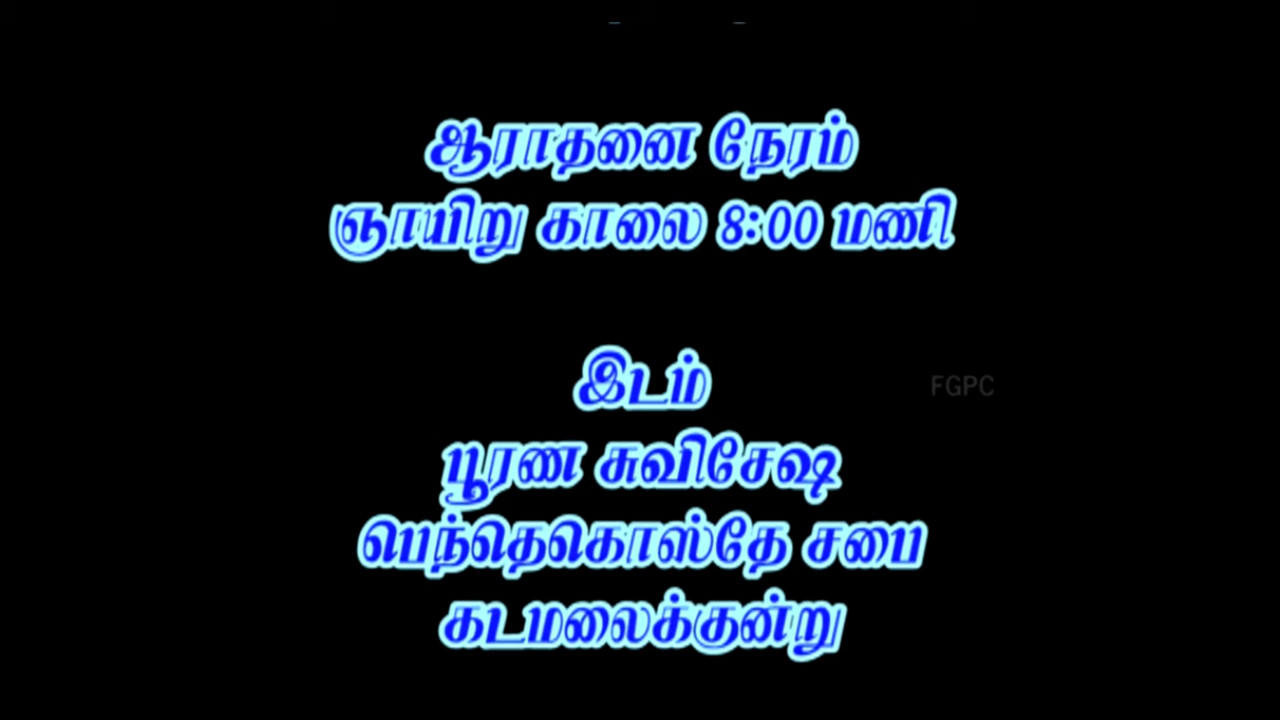 ஆராதனை நேரம்
ஞாயிறு காலை 8:00 மணி
இடம்
FGPC
பூரண சுவிசேஷ
பெந்தெகொஸ்தே சபை
கடமலைக்குன்று